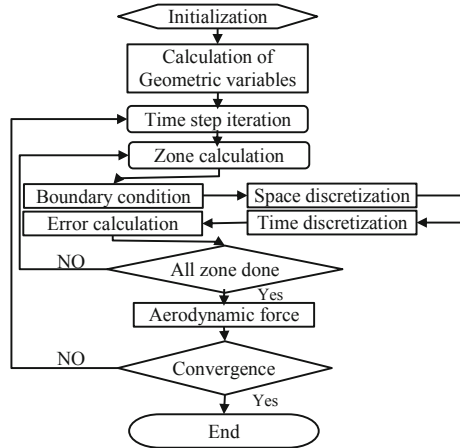 Initialization
Calculation of
Geometric variables
Time step iteration
Zone calculation
Boundary condition
Space discretization
Error calculation
Time discretization
NO
All zone done
Yes
Aerodynamic force
NO
Convergence
Yes
End